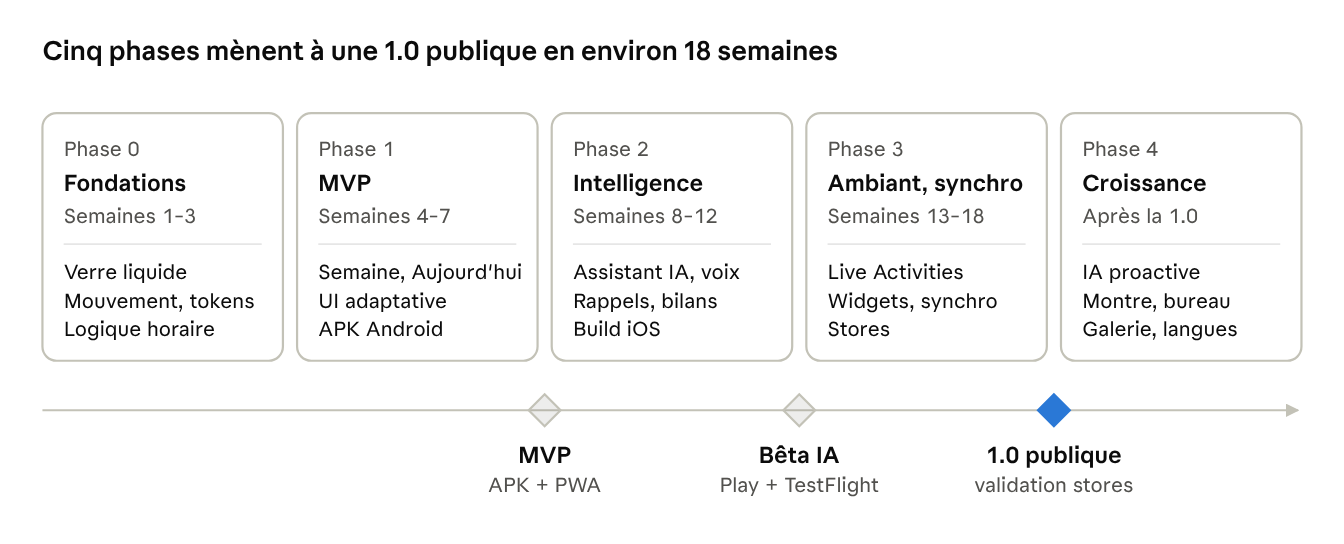 Cinq phases mènent à une 1.0 publique en environ 18 semaines
Phase 0
Fondations
Semaines 1–3
Verre liquide
Mouvement, tokens
Logique horaire
Phase 1
MVP
Semaines 4–7
Semaine, Aujourd'hui
UI adaptative
APK Android
Phase 2
Intelligence
Semaines 8–12
Assistant IA, voix
Rappels, bilans
Build iOS
Phase 3
Ambiant, synchro
Semaines 13–18
Live Activities
Widgets, synchro
Stores
Phase 4
Croissance
Après la 1.0
IA proactive
Montre, bureau
Galerie, langues
MVP
APK + PWA
Bêta IA
Play + TestFlight
1.0 publique
validation stores